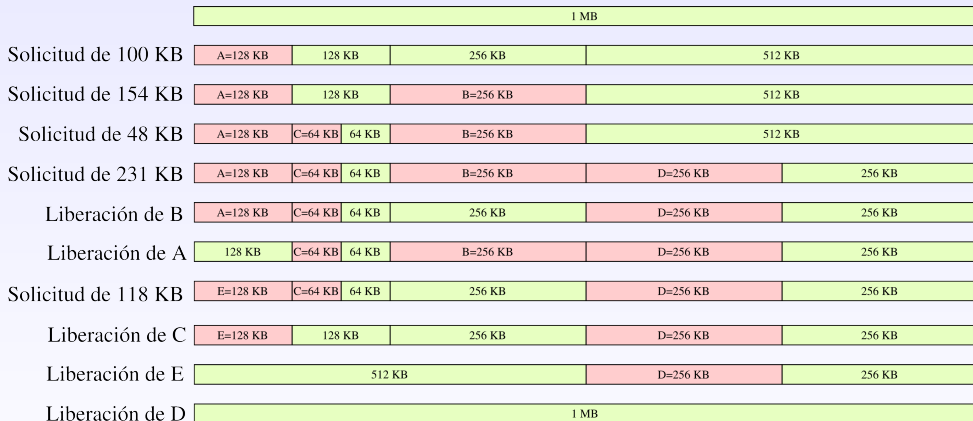 1 MB
Solicitud de 100 KB A=128 KB 128 KB 256 KB 512 KB
Solicitud de 154 KB A=128 KB 128 KB B=256 KB 512 KB
Solicitud de 48 KB A=128 KB C=64 KB 64 KB B=256 KB 512 KB
Solicitud de 231 KB A=128 KB C=64 KB 64 KB B=256 KB D=256 KB 256 KB
Liberación de B A=128 KB C=64 KB 64 KB 256 KB D=256 KB 256 KB
Liberación de A 128 KB C=64 KB 64 KB B=256 KB D=256 KB 256 KB
Solicitud de 118 KB E=128 KB C=64 KB 64 KB 256 KB D=256 KB 256 KB
Liberación de C E=128 KB 128 KB 256 KB D=256 KB 256 KB
Liberación de E 512 KB D=256 KB 256 KB
Liberación de D 1 MB